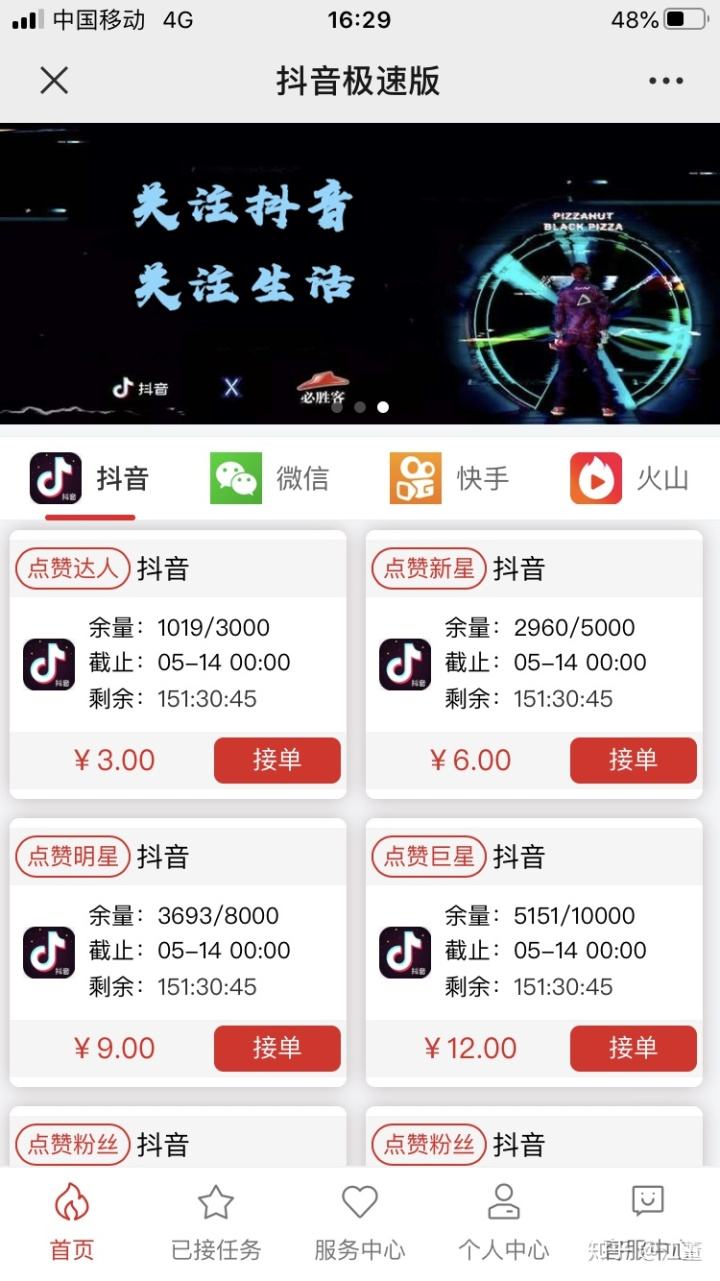 中国移动 4G 16:29 48%
抖音极速版
关注抖音
关注生活
PIZZAHUT
BLACK PIZZA
抖音 X 必胜客
抖音 微信 快手 火山
点赞达人 抖音
余量：1019/3000
截止：05-14 00:00
剩余：151:30:45
¥3.00 接单
点赞新星 抖音
余量：2960/5000
截止：05-14 00:00
剩余：151:30:45
¥6.00 接单
点赞明星 抖音
余量：3693/8000
截止：05-14 00:00
剩余：151:30:45
¥9.00 接单
点赞巨星 抖音
余量：5151/10000
截止：05-14 00:00
剩余：151:30:45
¥12.00 接单
点赞粉丝 抖音
点赞粉丝 抖音
首页 已接任务 服务中心 个人中心